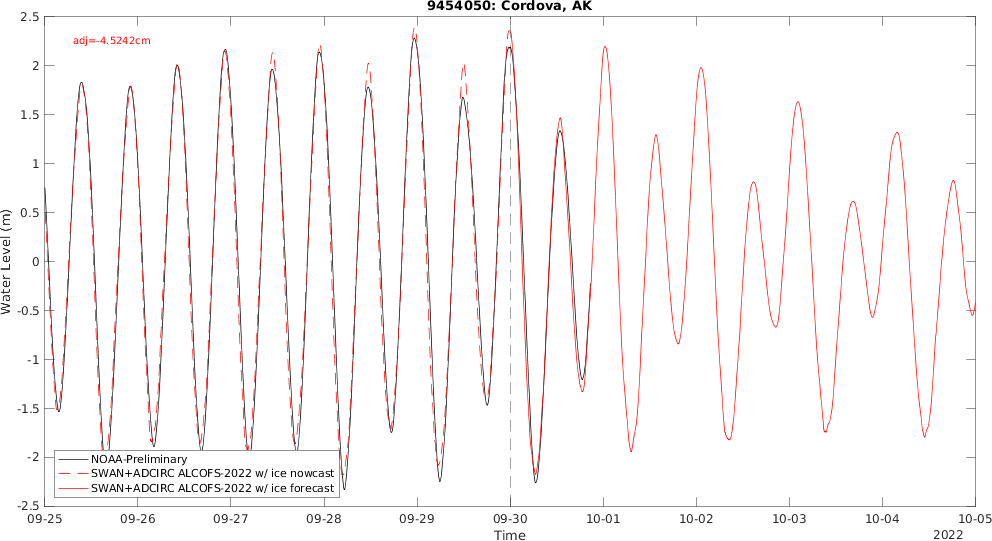 9454050: Cordova, AK
adj=-4.5242cm
2.5
2
1.5
1
0.5
0
-0.5
-1
-1.5
-2
-2.5
Water Level (m)
NOAA-Preliminary
SWAN+ADCIRC ALCOFS-2022 w/ ice nowcast
SWAN+ADCIRC ALCOFS-2022 w/ ice forecast
09-25 09-26 09-27 09-28 09-29 09-30 10-01 10-02 10-03 10-04 10-05
Time
2022